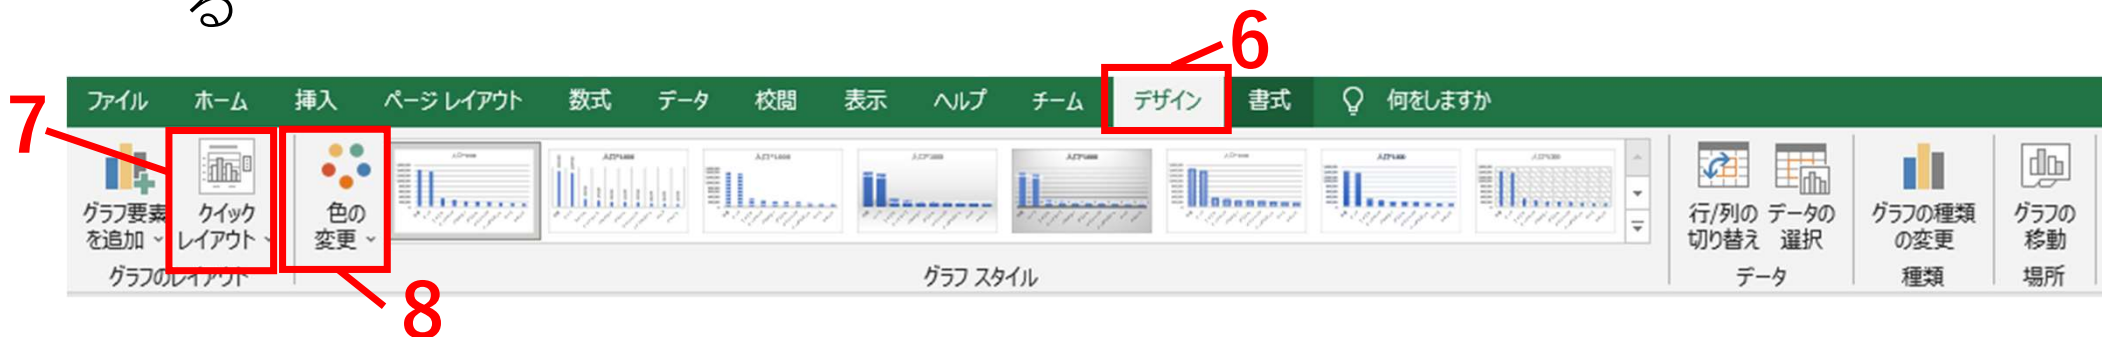 る
6
7
ファイル ホーム 挿入 ページ レイアウト 数式 データ 校閲 表示 ヘルプ チーム デザイン 書式 何をしますか
グラフ要素 クイック 色の 行/列の データの グラフの種類 グラフの
を追加 レイアウト 変更 切り替え 選択 の変更 移動
グラフのレイアウト グラフ スタイル データ 種類 場所
8